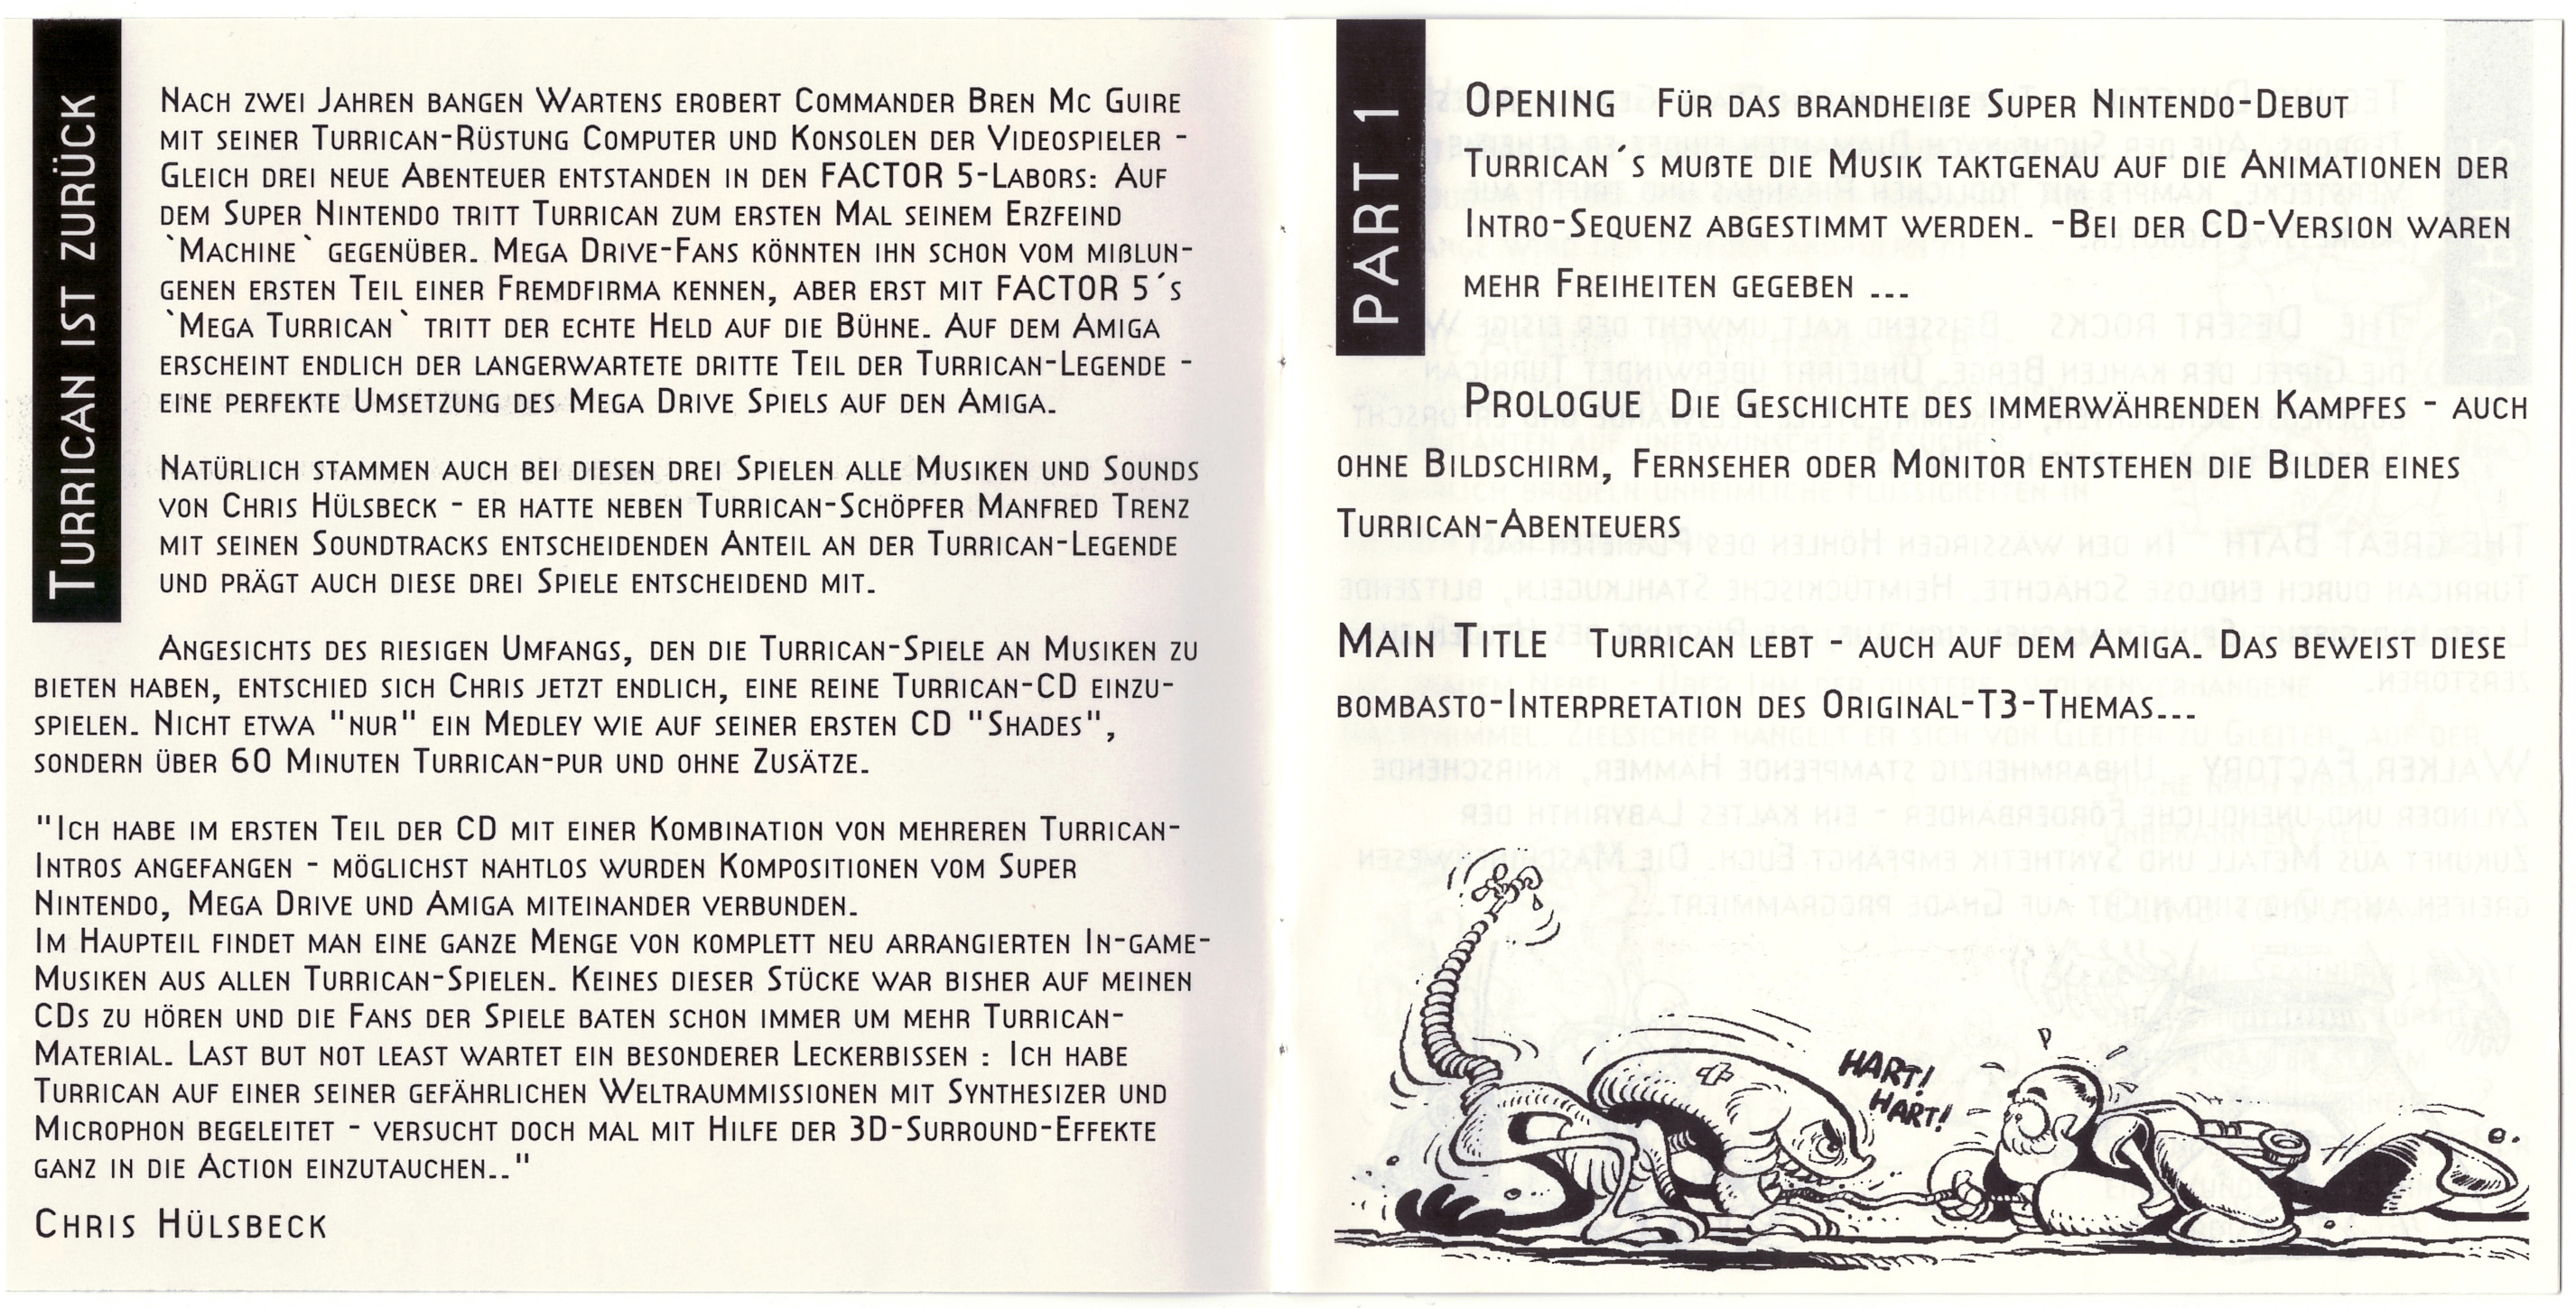 TURRICAN IST ZURÜCK
NACH ZWEI JAHREN BANGEN WARTENS EROBERT COMMANDER BREN MC GUIRE
MIT SEINER TURRICAN-RÜSTUNG COMPUTER UND KONSOLEN DER VIDEOSPIELER -
GLEICH DREI NEUE ABENTEUER ENTSTANDEN IN DEN FACTOR 5-LABORS: AUF
DEM SUPER NINTENDO TRITT TURRICAN ZUM ERSTEN MAL SEINEM ERZFEIND
`MACHINE` GEGENÜBER. MEGA DRIVE-FANS KÖNNTEN IHN SCHON VOM MIßLUN-
GENEN ERSTEN TEIL EINER FREMDFIRMA KENNEN, ABER ERST MIT FACTOR 5´S
`MEGA TURRICAN` TRITT DER ECHTE HELD AUF DIE BÜHNE. AUF DEM AMIGA
ERSCHEINT ENDLICH DER LANGERWARTETE DRITTE TEIL DER TURRICAN-LEGENDE -
EINE PERFEKTE UMSETZUNG DES MEGA DRIVE SPIELS AUF DEN AMIGA.
NATÜRLICH STAMMEN AUCH BEI DIESEN DREI SPIELEN ALLE MUSIKEN UND SOUNDS
VON CHRIS HÜLSBECK - ER HATTE NEBEN TURRICAN-SCHÖPFER MANFRED TRENZ
MIT SEINEN SOUNDTRACKS ENTSCHEIDENDEN ANTEIL AN DER TURRICAN-LEGENDE
UND PRÄGT AUCH DIESE DREI SPIELE ENTSCHEIDEND MIT.
ANGESICHTS DES RIESIGEN UMFANGS, DEN DIE TURRICAN-SPIELE AN MUSIKEN ZU
BIETEN HABEN, ENTSCHIED SICH CHRIS JETZT ENDLICH, EINE REINE TURRICAN-CD EINZU-
SPIELEN. NICHT ETWA "NUR" EIN MEDLEY WIE AUF SEINER ERSTEN CD "SHADES",
SONDERN ÜBER 60 MINUTEN TURRICAN-PUR UND OHNE ZUSÄTZE.
"ICH HABE IM ERSTEN TEIL DER CD MIT EINER KOMBINATION VON MEHREREN TURRICAN-
INTROS ANGEFANGEN - MÖGLICHST NAHTLOS WURDEN KOMPOSITIONEN VOM SUPER
NINTENDO, MEGA DRIVE UND AMIGA MITEINANDER VERBUNDEN.
IM HAUPTEIL FINDET MAN EINE GANZE MENGE VON KOMPLETT NEU ARRANGIERTEN IN-GAME-
MUSIKEN AUS ALLEN TURRICAN-SPIELEN. KEINES DIESER STÜCKE WAR BISHER AUF MEINEN
CDS ZU HÖREN UND DIE FANS DER SPIELE BATEN SCHON IMMER UM MEHR TURRICAN-
MATERIAL. LAST BUT NOT LEAST WARTET EIN BESONDERER LECKERBISSEN : ICH HABE
TURRICAN AUF EINER SEINER GEFÄHRLICHEN WELTRAUMMISSIONEN MIT SYNTHESIZER UND
MICROPHON BEGELEITET - VERSUCHT DOCH MAL MIT HILFE DER 3D-SURROUND-EFFEKTE
GANZ IN DIE ACTION EINZUTAUCHEN.."
CHRIS HÜLSBECK
PART 1
OPENING FÜR DAS BRANDHEIßE SUPER NINTENDO-DEBUT
TURRICAN´S MUßTE DIE MUSIK TAKTGENAU AUF DIE ANIMATIONEN DER
INTRO-SEQUENZ ABGESTIMMT WERDEN. -BEI DER CD-VERSION WAREN
MEHR FREIHEITEN GEGEBEN ...
PROLOGUE DIE GESCHICHTE DES IMMERWÄHRENDEN KAMPFES - AUCH
OHNE BILDSCHIRM, FERNSEHER ODER MONITOR ENTSTEHEN DIE BILDER EINES
TURRICAN-ABENTEUERS
MAIN TITLE TURRICAN LEBT - AUCH AUF DEM AMIGA. DAS BEWEIST DIESE
BOMBASTO-INTERPRETATION DES ORIGINAL-T3-THEMAS...
HART!
HART!